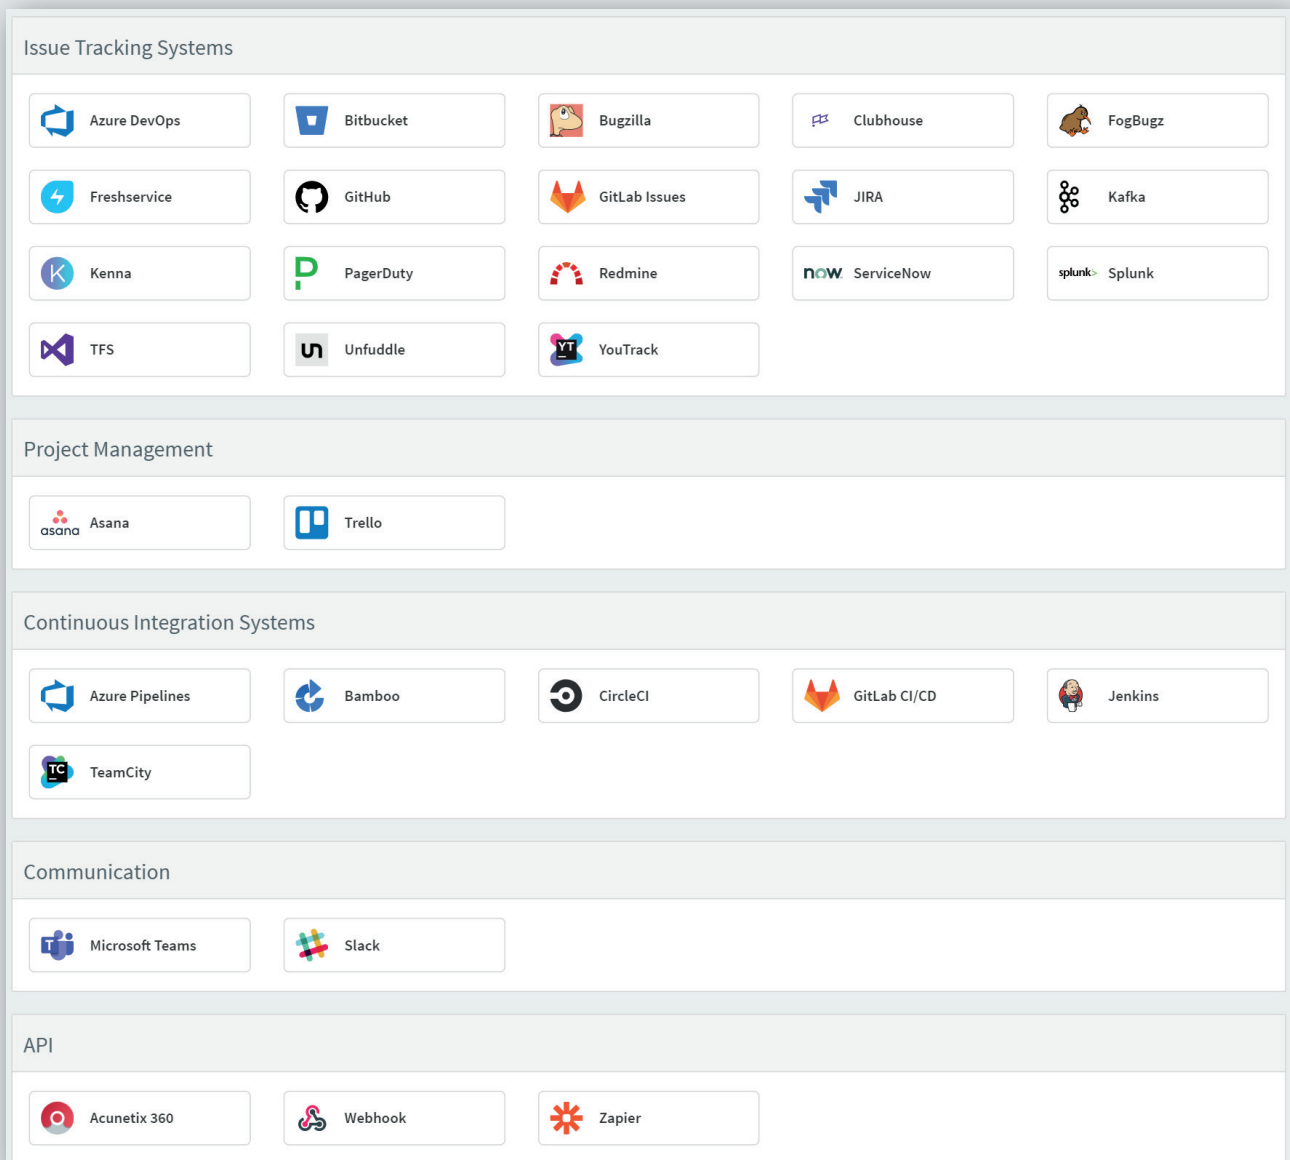 Issue Tracking Systems
Azure DevOps
Bitbucket
Bugzilla
Clubhouse
FogBugz
Freshservice
GitHub
GitLab Issues
JIRA
Kafka
K Kenna
P PagerDuty
Redmine
now. ServiceNow
splunk> Splunk
TFS
un Unfuddle
YT YouTrack
Project Management
asana Asana
Trello
Continuous Integration Systems
Azure Pipelines
Bamboo
CircleCI
GitLab CI/CD
Jenkins
TC TeamCity
Communication
T Microsoft Teams
Slack
API
Acunetix 360
Webhook
Zapier